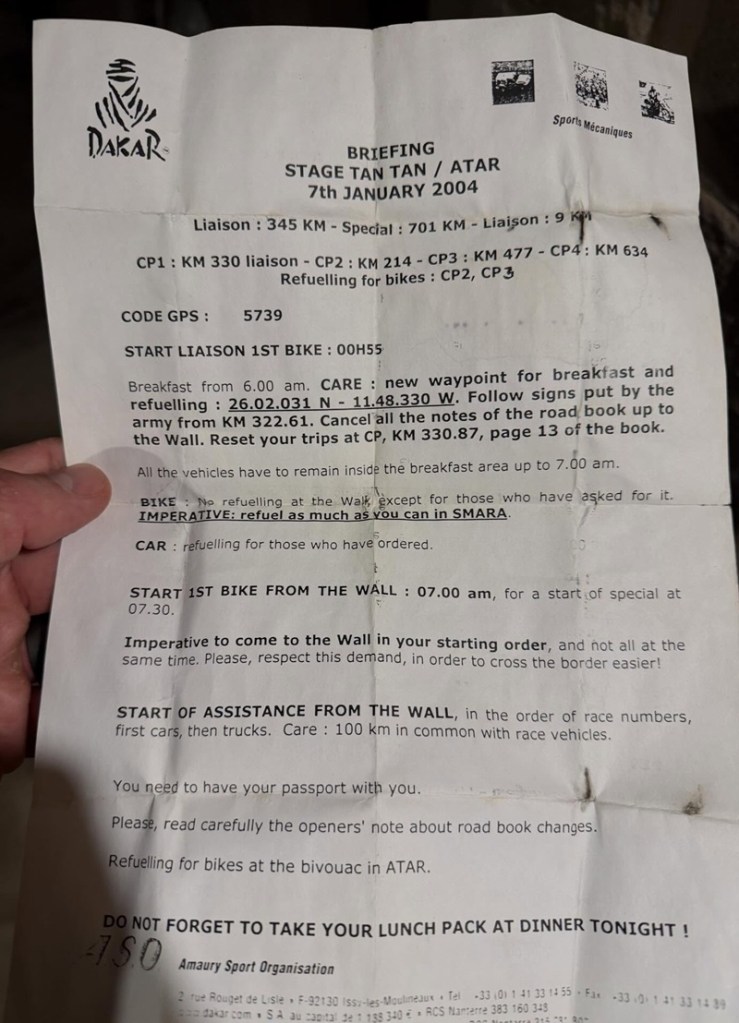 DAKAR
Sports Mécaniques
BRIEFING
STAGE TAN TAN / ATAR
7th JANUARY 2004
Liaison : 345 KM - Special : 701 KM - Liaison : 9 KM
CP1 : KM 330 liaison - CP2 : KM 214 - CP3 : KM 477 - CP4 : KM 634
Refuelling for bikes : CP2, CP3
CODE GPS : 5739
START LIAISON 1ST BIKE : 00H55
Breakfast from 6.00 am. CARE : new waypoint for breakfast and
refuelling : 26.02.031 N - 11.48.330 W. Follow signs put by the
army from KM 322.61. Cancel all the notes of the road book up to
the Wall. Reset your trips at CP, KM 330.87, page 13 of the book.
All the vehicles have to remain inside the breakfast area up to 7.00 am.
BIKE : No refuelling at the Walk except for those who have asked for it.
IMPERATIVE: refuel as much as you can in SMARA.
CAR : refuelling for those who have ordered.
START 1ST BIKE FROM THE WALL : 07.00 am, for a start of special at
07.30.
Imperative to come to the Wall in your starting order, and not all at the
same time. Please, respect this demand, in order to cross the border easier!
START OF ASSISTANCE FROM THE WALL, in the order of race numbers,
first cars, then trucks. Care : 100 km in common with race vehicles.
You need to have your passport with you.
Please, read carefully the openers' note about road book changes.
Refuelling for bikes at the bivouac in ATAR.
DO NOT FORGET TO TAKE YOUR LUNCH PACK AT DINNER TONIGHT !
Amaury Sport Organisation
2 rue Rouget de Lisle • F-92130 Issy-les-Moulineaux • Tel +33 (0) 1 41 33 14 55 • Fax +33 (0) 1 41 33 14 89
dakar.com • S.A. au capital de 1 138 340 € • RCS Nanterre 383 160 348